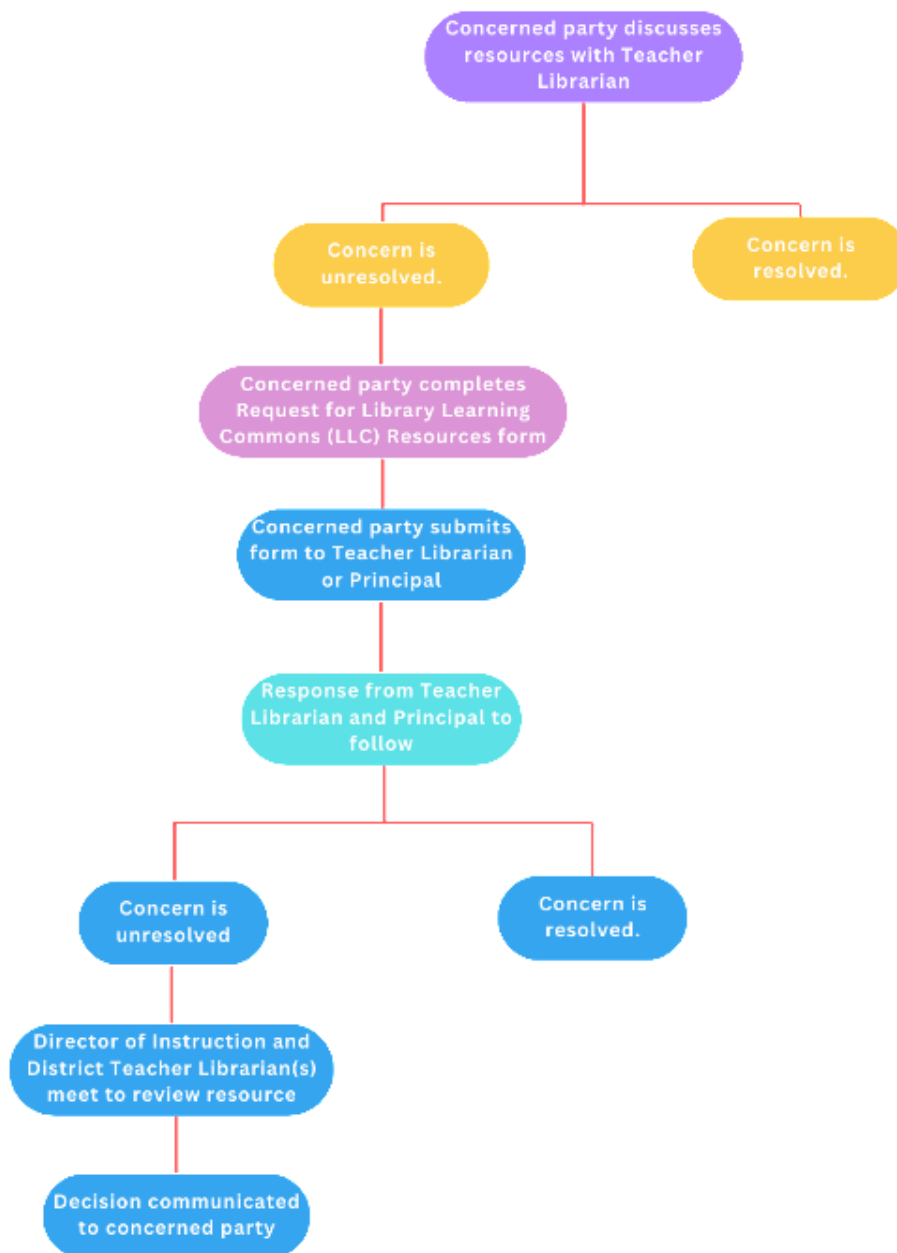 Concerned party discusses
resources with Teacher
Librarian
Concern is
unresolved.
Concern is
resolved.
Concerned party completes
Request for Library Learning
Commons (LLC) Resources form
Concerned party submits
form to Teacher Librarian
or Principal
Response from Teacher
Librarian and Principal to
follow
Concern is
unresolved
Concern is
resolved.
Director of Instruction and
District Teacher Librarian(s)
meet to review resource
Decision communicated
to concerned party